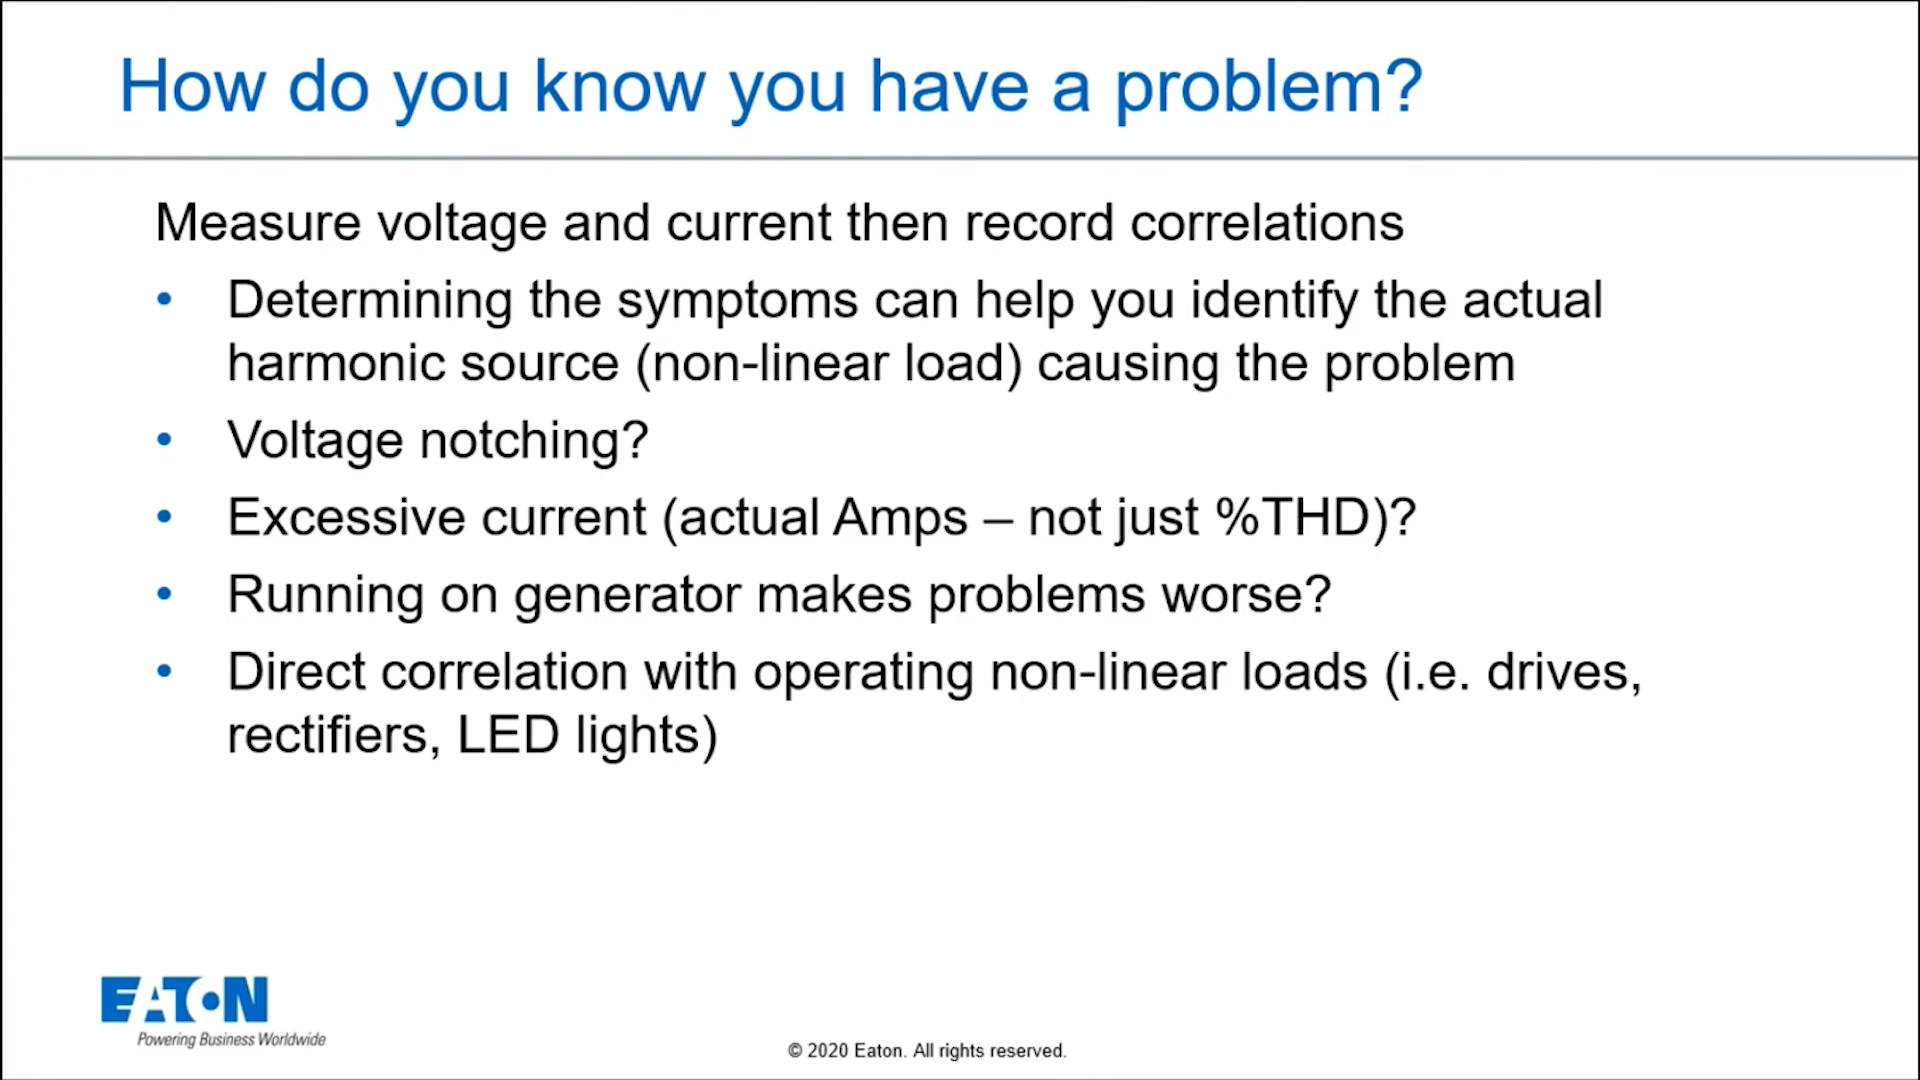 How do you know you have a problem?
Measure voltage and current then record correlations
• Determining the symptoms can help you identify the actual
harmonic source (non-linear load) causing the problem
• Voltage notching?
• Excessive current (actual Amps – not just %THD)?
• Running on generator makes problems worse?
• Direct correlation with operating non-linear loads (i.e. drives,
rectifiers, LED lights)
EATON
Powering Business Worldwide
© 2020 Eaton. All rights reserved.